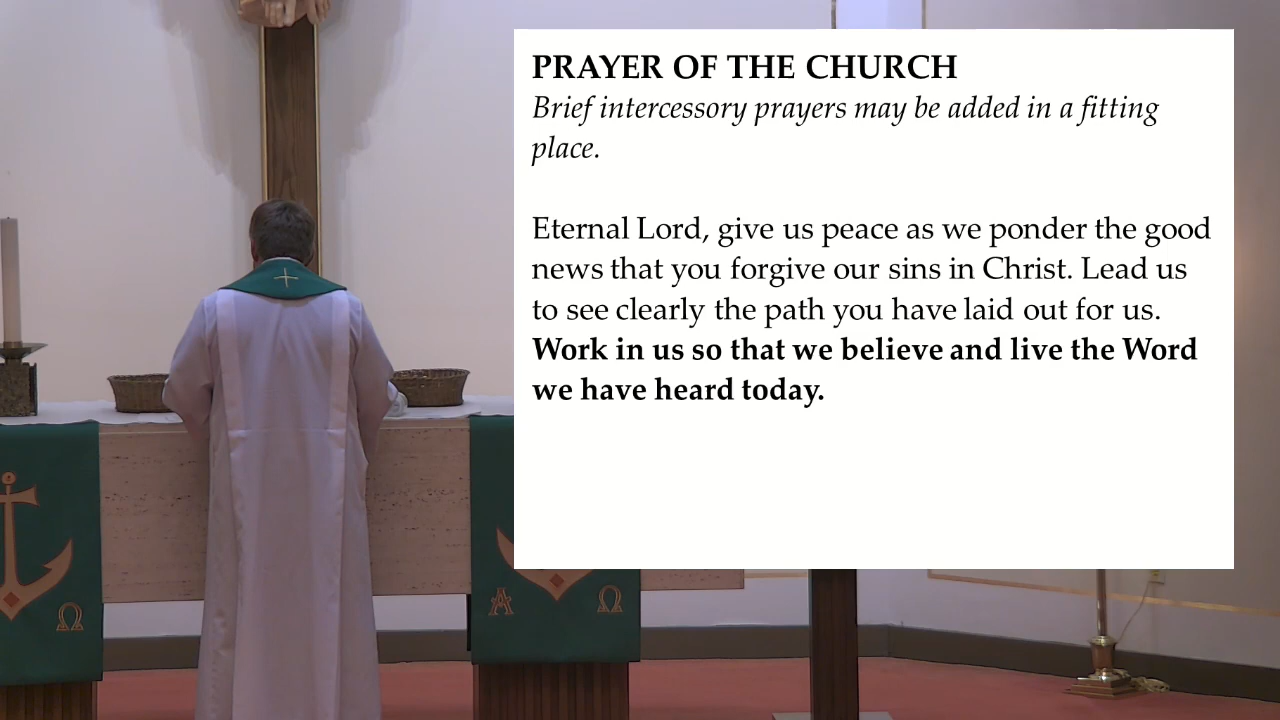 PRAYER OF THE CHURCH
Brief intercessory prayers may be added in a fitting
place.
Eternal Lord, give us peace as we ponder the good
news that you forgive our sins in Christ. Lead us
to see clearly the path you have laid out for us.
Work in us so that we believe and live the Word
we have heard today.
Ω
Α Ω